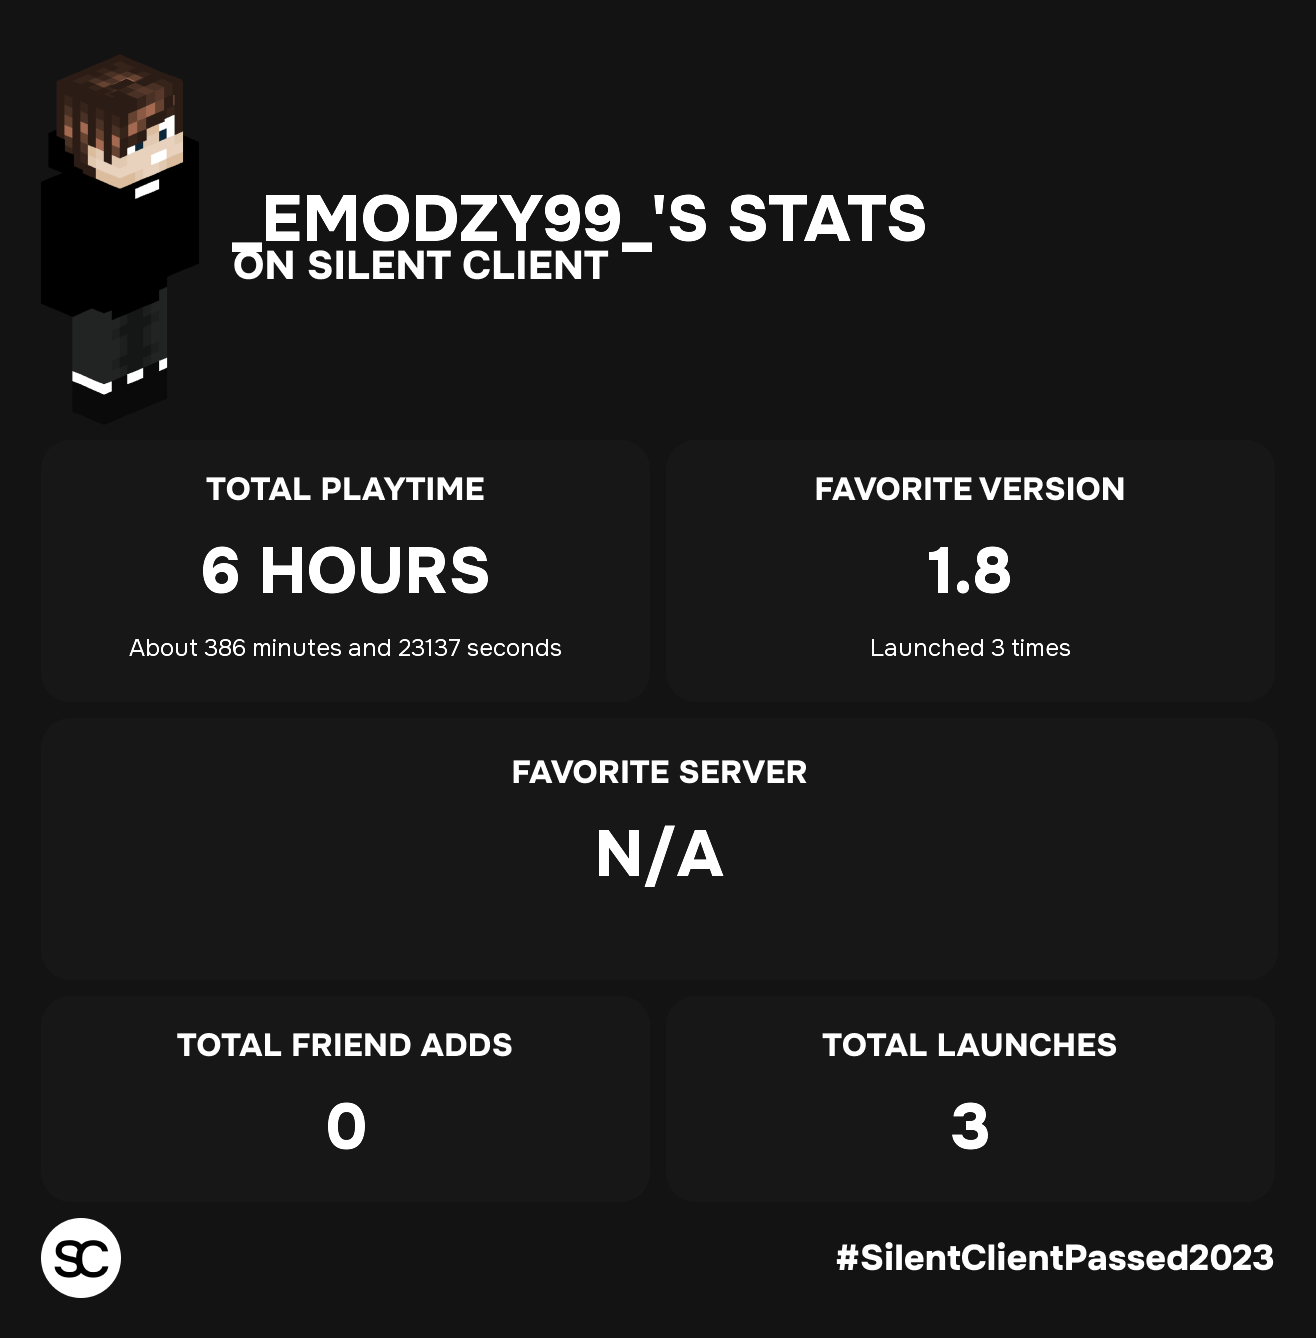 _EMODZY99_'S STATS
ON SILENT CLIENT
TOTAL PLAYTIME
6 HOURS
About 386 minutes and 23137 seconds
FAVORITE VERSION
1.8
Launched 3 times
FAVORITE SERVER
N/A
TOTAL FRIEND ADDS
0
TOTAL LAUNCHES
3
SC
#SilentClientPassed2023